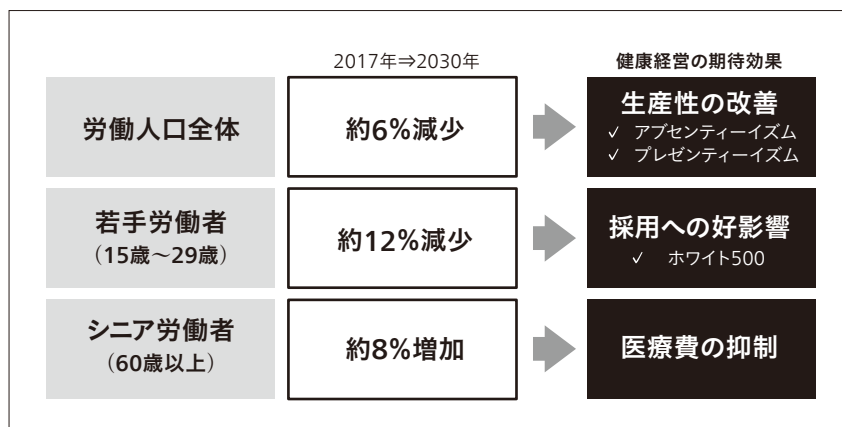 2017年⇒2030年
健康経営の期待効果
労働人口全体
約6%減少
生産性の改善
✓ アブセンティーイズム
✓ プレゼンティーイズム
若手労働者
(15歳〜29歳)
約12%減少
採用への好影響
✓ ホワイト500
シニア労働者
(60歳以上)
約8%増加
医療費の抑制